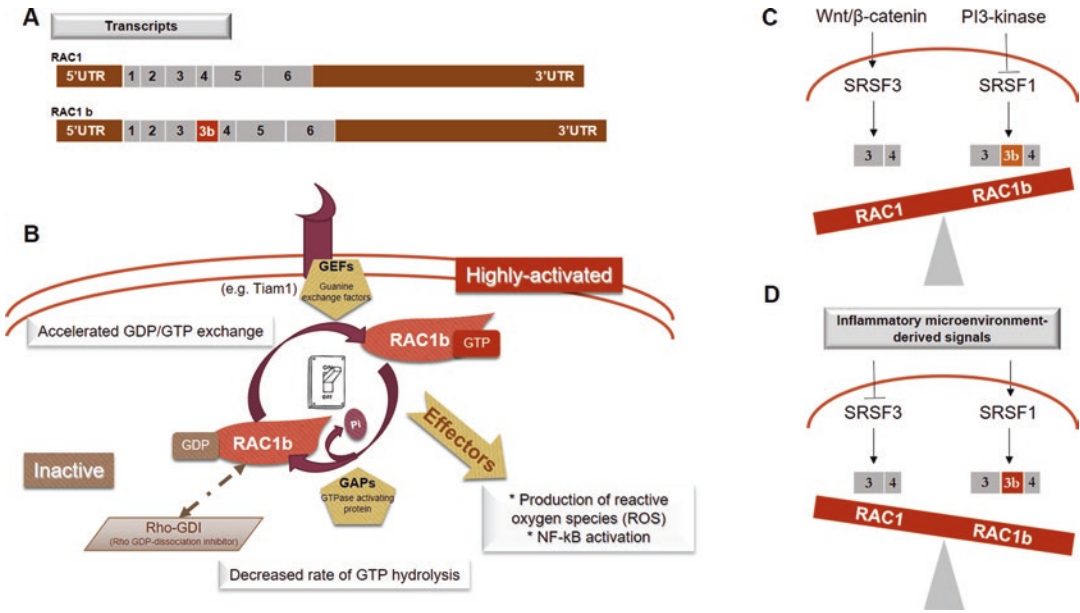 A
Transcripts
RAC1
5'UTR 1 2 3 4 5 6 3'UTR
RAC1 b
5'UTR 1 2 3 3b 4 5 6 3'UTR
B
GEFs
(e.g. Tiam1)
Guanine
exchange factors
Highly-activated
Accelerated GDP/GTP exchange
RAC1b
GTP
ON
OFF
Pi
GDP
RAC1b
Effectors
Inactive
GAPs
GTPase activating
protein
Rho-GDI
(Rho GDP-dissociation inhibitor)
* Production of reactive
oxygen species (ROS)
* NF-kB activation
Decreased rate of GTP hydrolysis
C
Wnt/β-catenin PI3-kinase
SRSF3 SRSF1
3 4 3 3b 4
RAC1 RAC1b
D
Inflammatory microenvironment-
derived signals
SRSF3 SRSF1
3 4 3 3b 4
RAC1 RAC1b